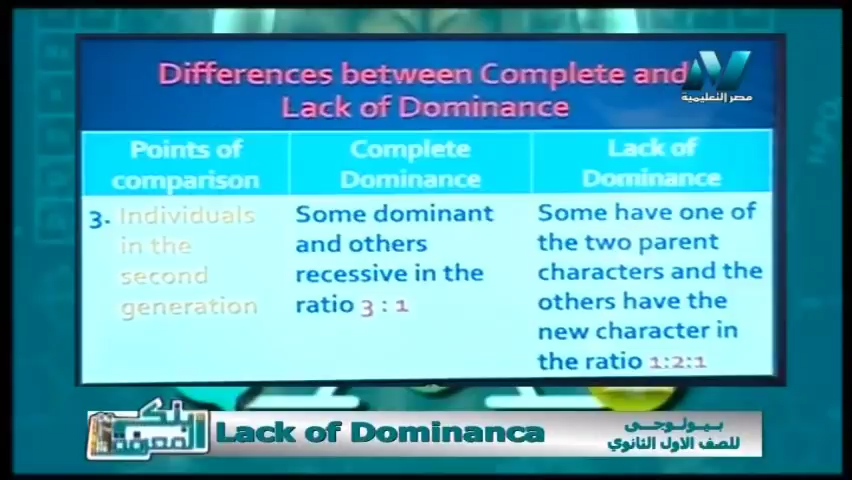 Differences between Complete and
Lack of Dominance
مصر التعليمية
Points of
comparison
Complete
Dominance
Lack of
Dominance
3. Individuals
in the
second
generation
Some dominant
and others
recessive in the
ratio 3 : 1
Some have one of
the two parent
characters and the
others have the
new character in
the ratio 1:2:1
بنك
المعرفة
Lack of Dominanca
بيولوجى
للصف الاول الثانوي